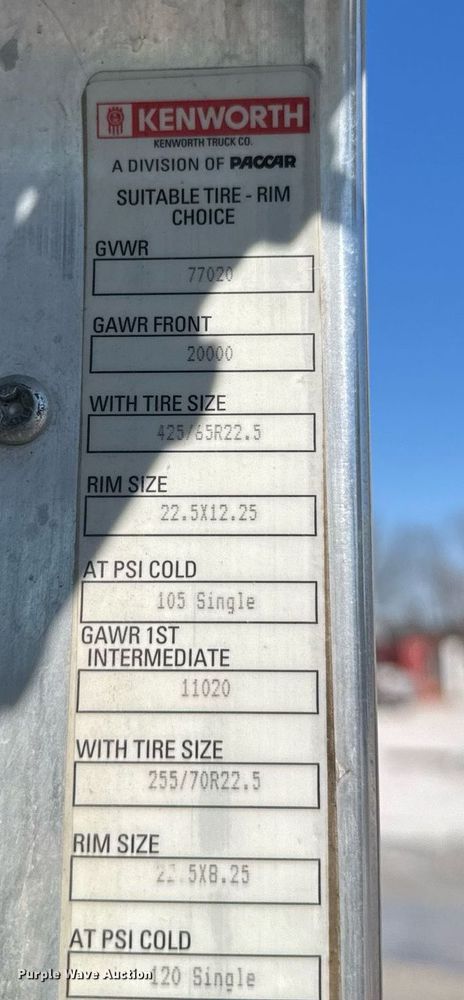 KENWORTH
KENWORTH TRUCK CO.
A DIVISION OF PACCAR
SUITABLE TIRE - RIM
CHOICE
GVWR
77020
GAWR FRONT
20000
WITH TIRE SIZE
425/65R22.5
RIM SIZE
22.5X12.25
AT PSI COLD
105 Single
GAWR 1ST
INTERMEDIATE
11020
WITH TIRE SIZE
255/70R22.5
RIM SIZE
22.5X8.25
AT PSI COLD
120 Single
Purple Wave Auction